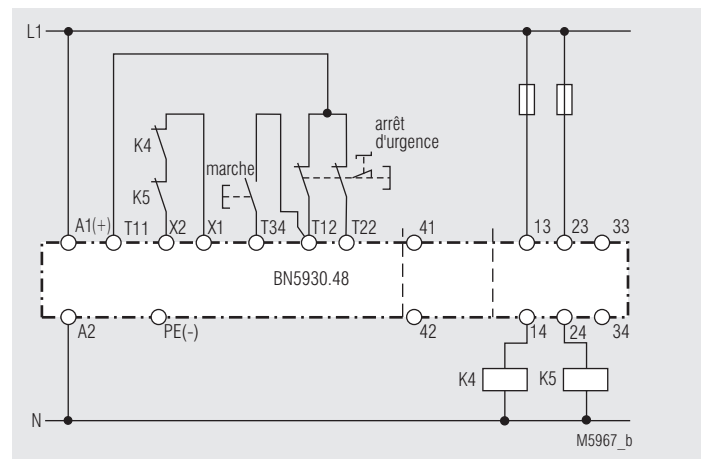 L1
arrêt
d'urgence
K4
marche
K5
A1(+) T11 X2 X1 T34 T12 T22 41 13 23 33
BN5930.48
A2 PE(-) 42 14 24 34
K4 K5
N
M5967_b